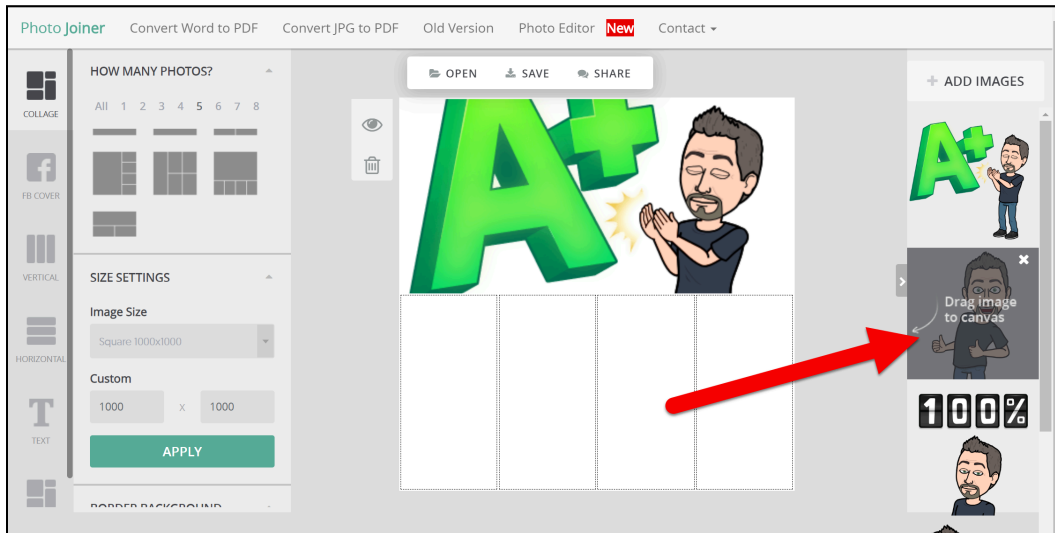 Photo Joiner Convert Word to PDF Convert JPG to PDF Old Version Photo Editor New Contact
COLLAGE
FB COVER
VERTICAL
HORIZONTAL
T
TEXT
HOW MANY PHOTOS?
All 1 2 3 4 5 6 7 8
SIZE SETTINGS
Image Size
Square 1000x1000
Custom
1000 x 1000
APPLY
BORDER BACKGROUND
OPEN SAVE SHARE
A+
+ ADD IMAGES
A+
Drag image
to canvas
100%